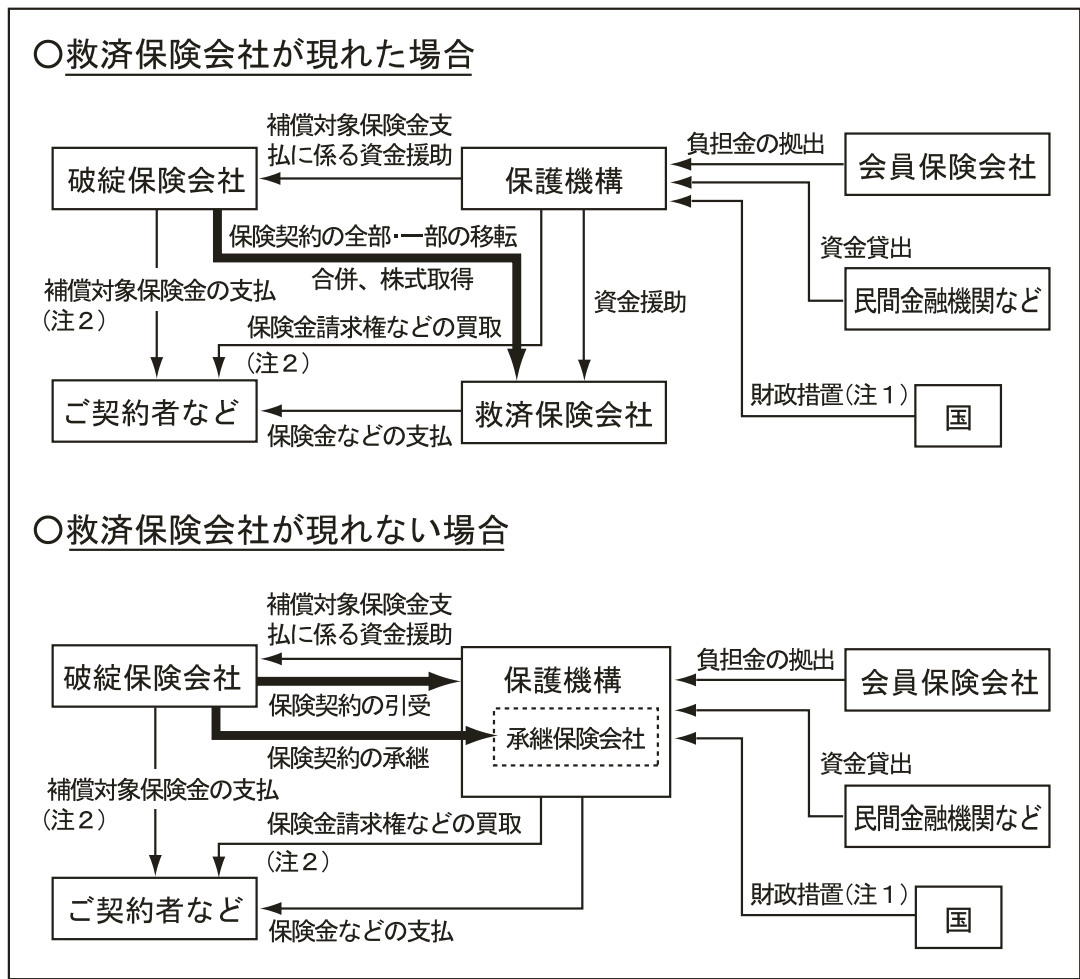 ○救済保険会社が現れた場合
補償対象保険金支
払に係る資金援助
負担金の拠出
会員保険会社
破綻保険会社
保護機構
保険契約の全部・一部の移転
合併、株式取得
資金貸出
民間金融機関など
補償対象保険金の支払
(注2)
資金援助
保険金請求権などの買取
(注2)
財政措置(注1)
国
ご契約者など
救済保険会社
保険金などの支払
○救済保険会社が現れない場合
補償対象保険金支
払に係る資金援助
負担金の拠出
会員保険会社
破綻保険会社
保護機構
保険契約の引受
承継保険会社
保険契約の承継
資金貸出
民間金融機関など
補償対象保険金の支払
(注2)
保険金請求権などの買取
(注2)
財政措置(注1)
国
ご契約者など
保険金などの支払